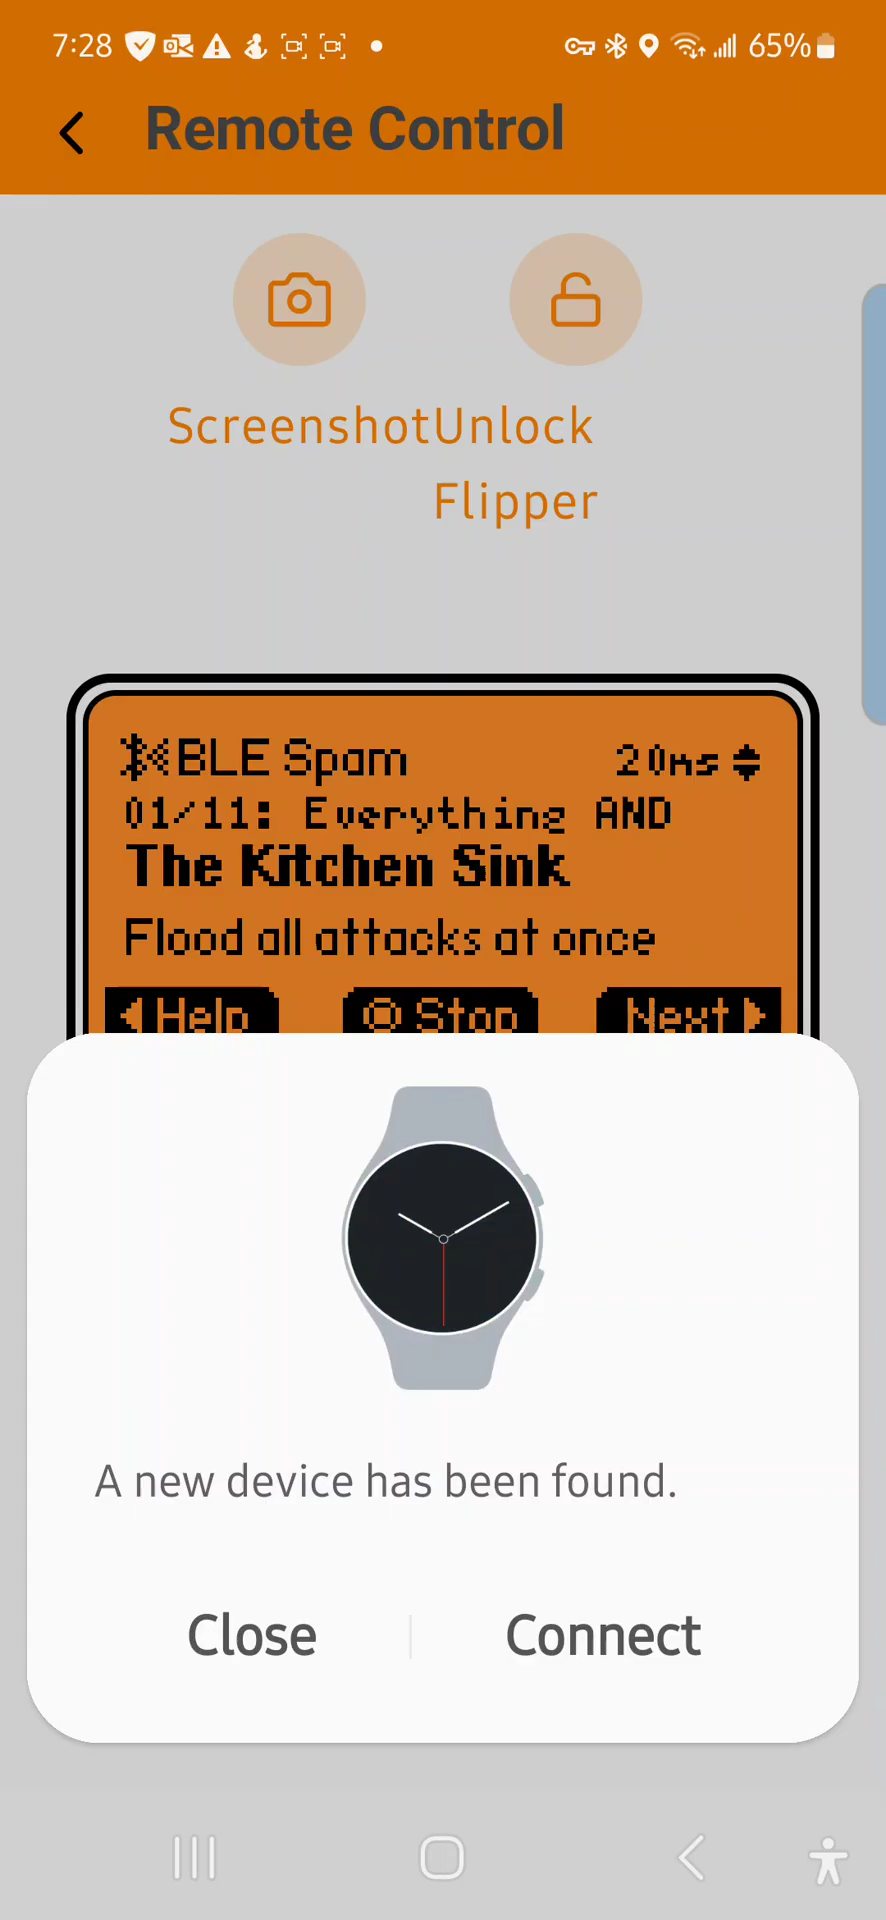 7:28 65%
Remote Control
Screenshot Unlock
Flipper
BLE Spam 20ms
01/11: Everything AND
The Kitchen Sink
Flood all attacks at once
Help Stop Next
A new device has been found.
Close Connect